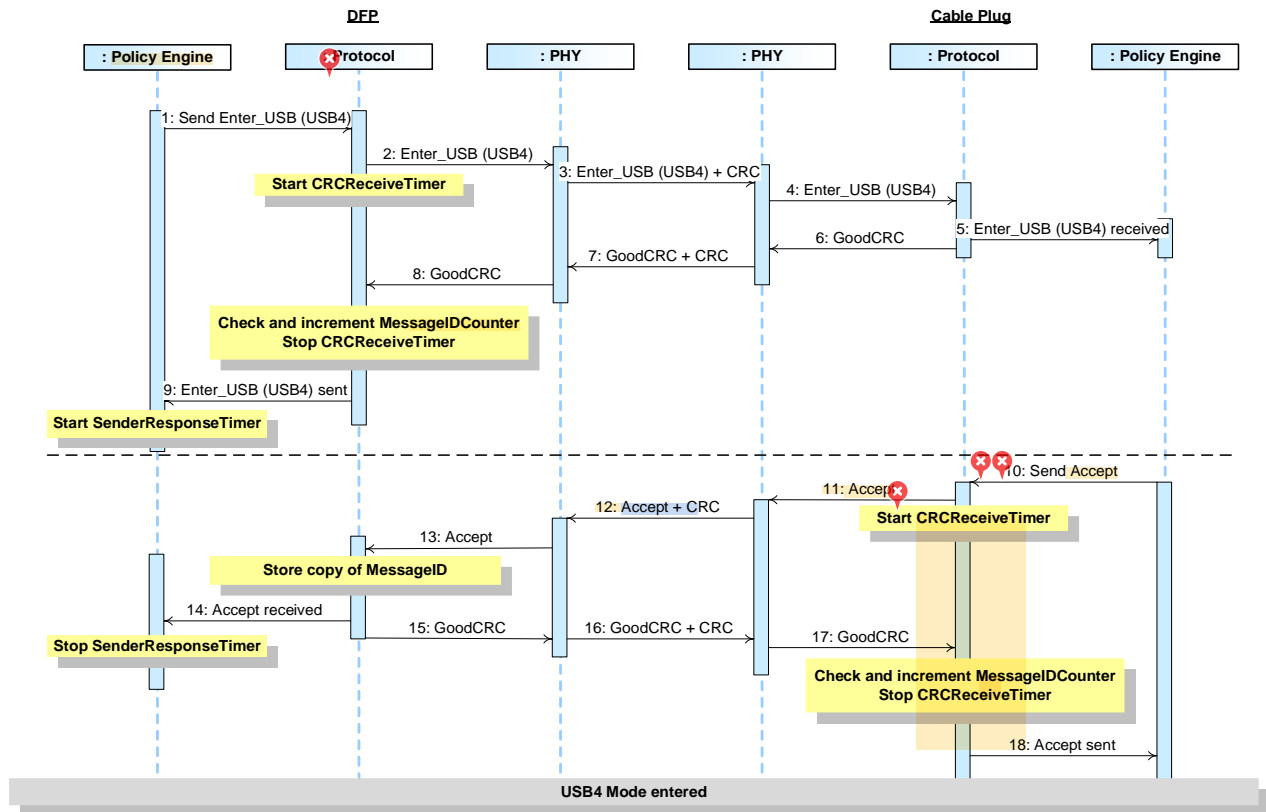 DFP
Cable Plug
: Policy Engine
: Protocol
: PHY
: PHY
: Protocol
: Policy Engine
1: Send Enter_USB (USB4)
2: Enter_USB (USB4)
Start CRCReceiveTimer
3: Enter_USB (USB4) + CRC
4: Enter_USB (USB4)
5: Enter_USB (USB4) received
6: GoodCRC
7: GoodCRC + CRC
8: GoodCRC
Check and increment MessageIDCounter
Stop CRCReceiveTimer
9: Enter_USB (USB4) sent
Start SenderResponseTimer
10: Send Accept
11: Accept
Start CRCReceiveTimer
12: Accept + CRC
13: Accept
Store copy of MessageID
14: Accept received
Stop SenderResponseTimer
15: GoodCRC
16: GoodCRC + CRC
17: GoodCRC
Check and increment MessageIDCounter
Stop CRCReceiveTimer
18: Accept sent
USB4 Mode entered